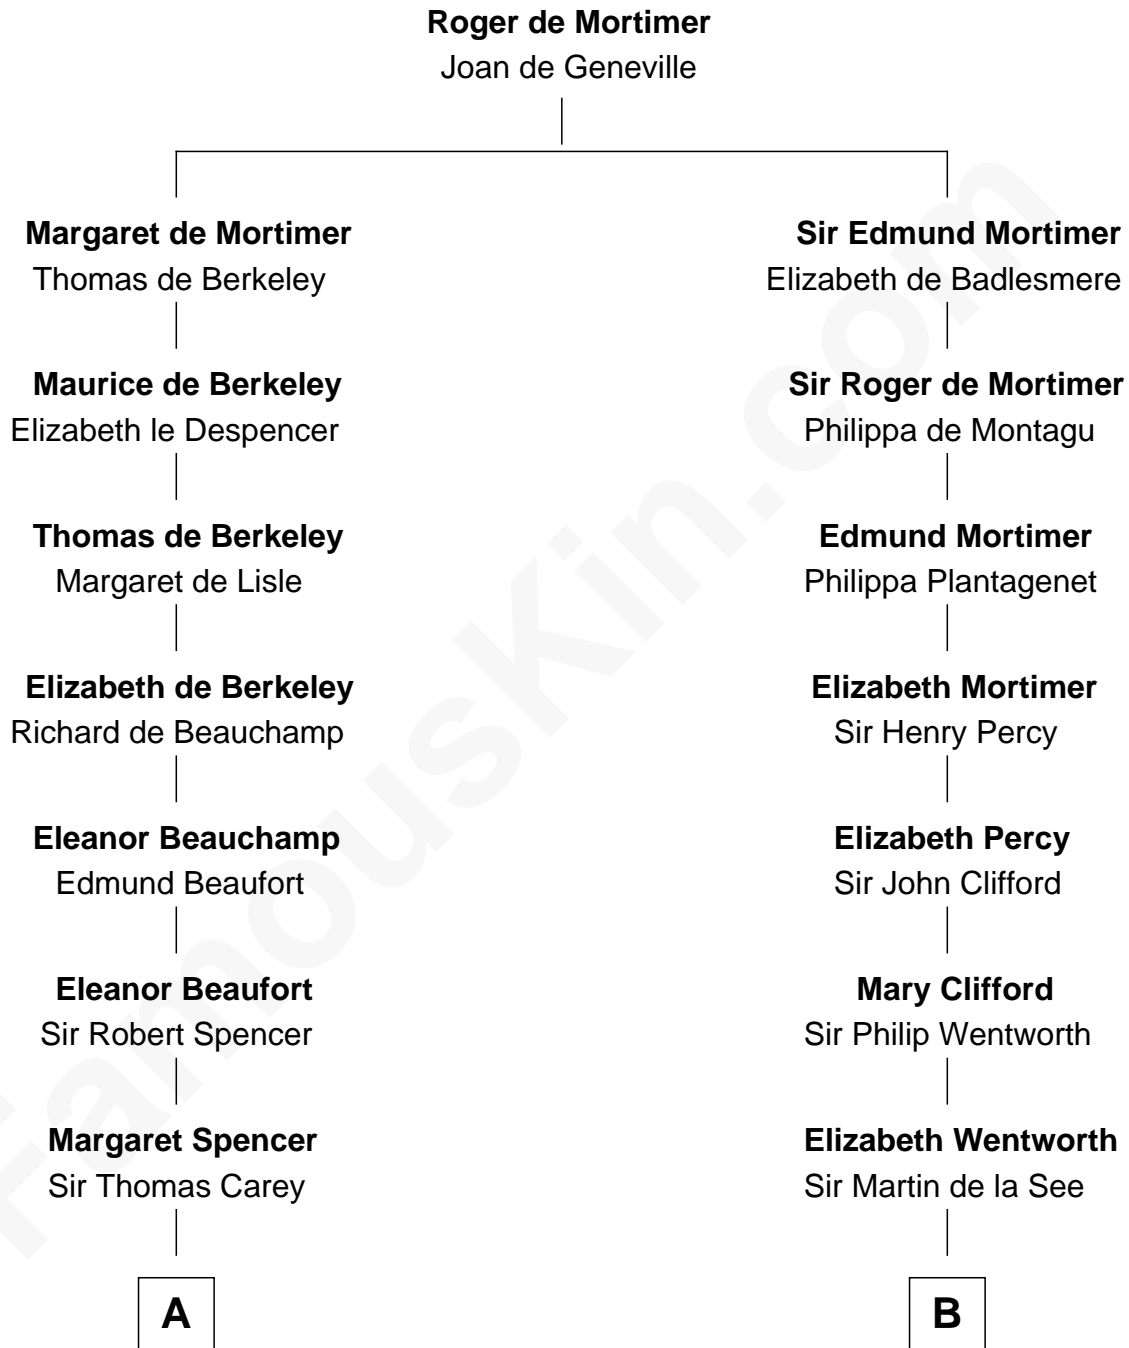 Roger de Mortimer
Joan de Geneville
Margaret de Mortimer
Thomas de Berkeley
Maurice de Berkeley
Elizabeth le Despencer
Thomas de Berkeley
Margaret de Lisle
Elizabeth de Berkeley
Richard de Beauchamp
Eleanor Beauchamp
Edmund Beaufort
Eleanor Beaufort
Sir Robert Spencer
Margaret Spencer
Sir Thomas Carey
A
Sir Edmund Mortimer
Elizabeth de Badlesmere
Sir Roger de Mortimer
Philippa de Montagu
Edmund Mortimer
Philippa Plantagenet
Elizabeth Mortimer
Sir Henry Percy
Elizabeth Percy
Sir John Clifford
Mary Clifford
Sir Philip Wentworth
Elizabeth Wentworth
Sir Martin de la See
B
FamousKin.com